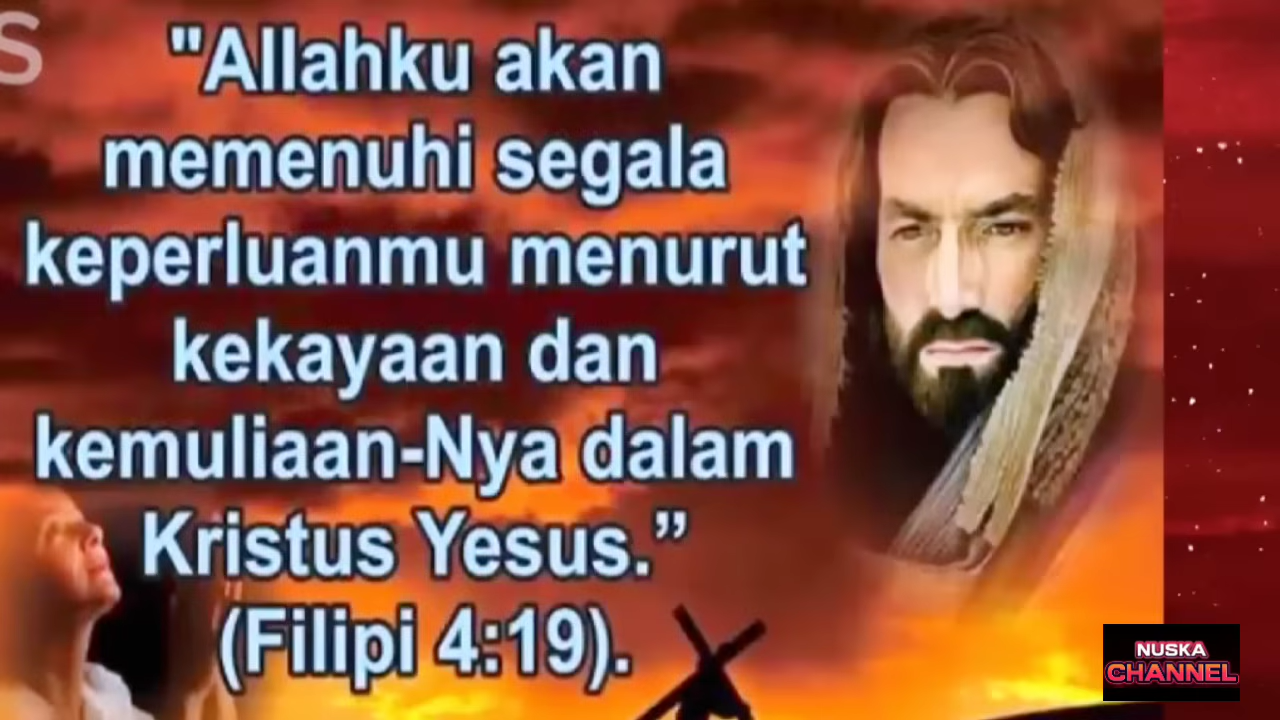 S
"Allahku akan
memenuhi segala
keperluanmu menurut
kekayaan dan
kemuliaan-Nya dalam
Kristus Yesus.”
(Filipi 4:19).
NUSKA
CHANNEL